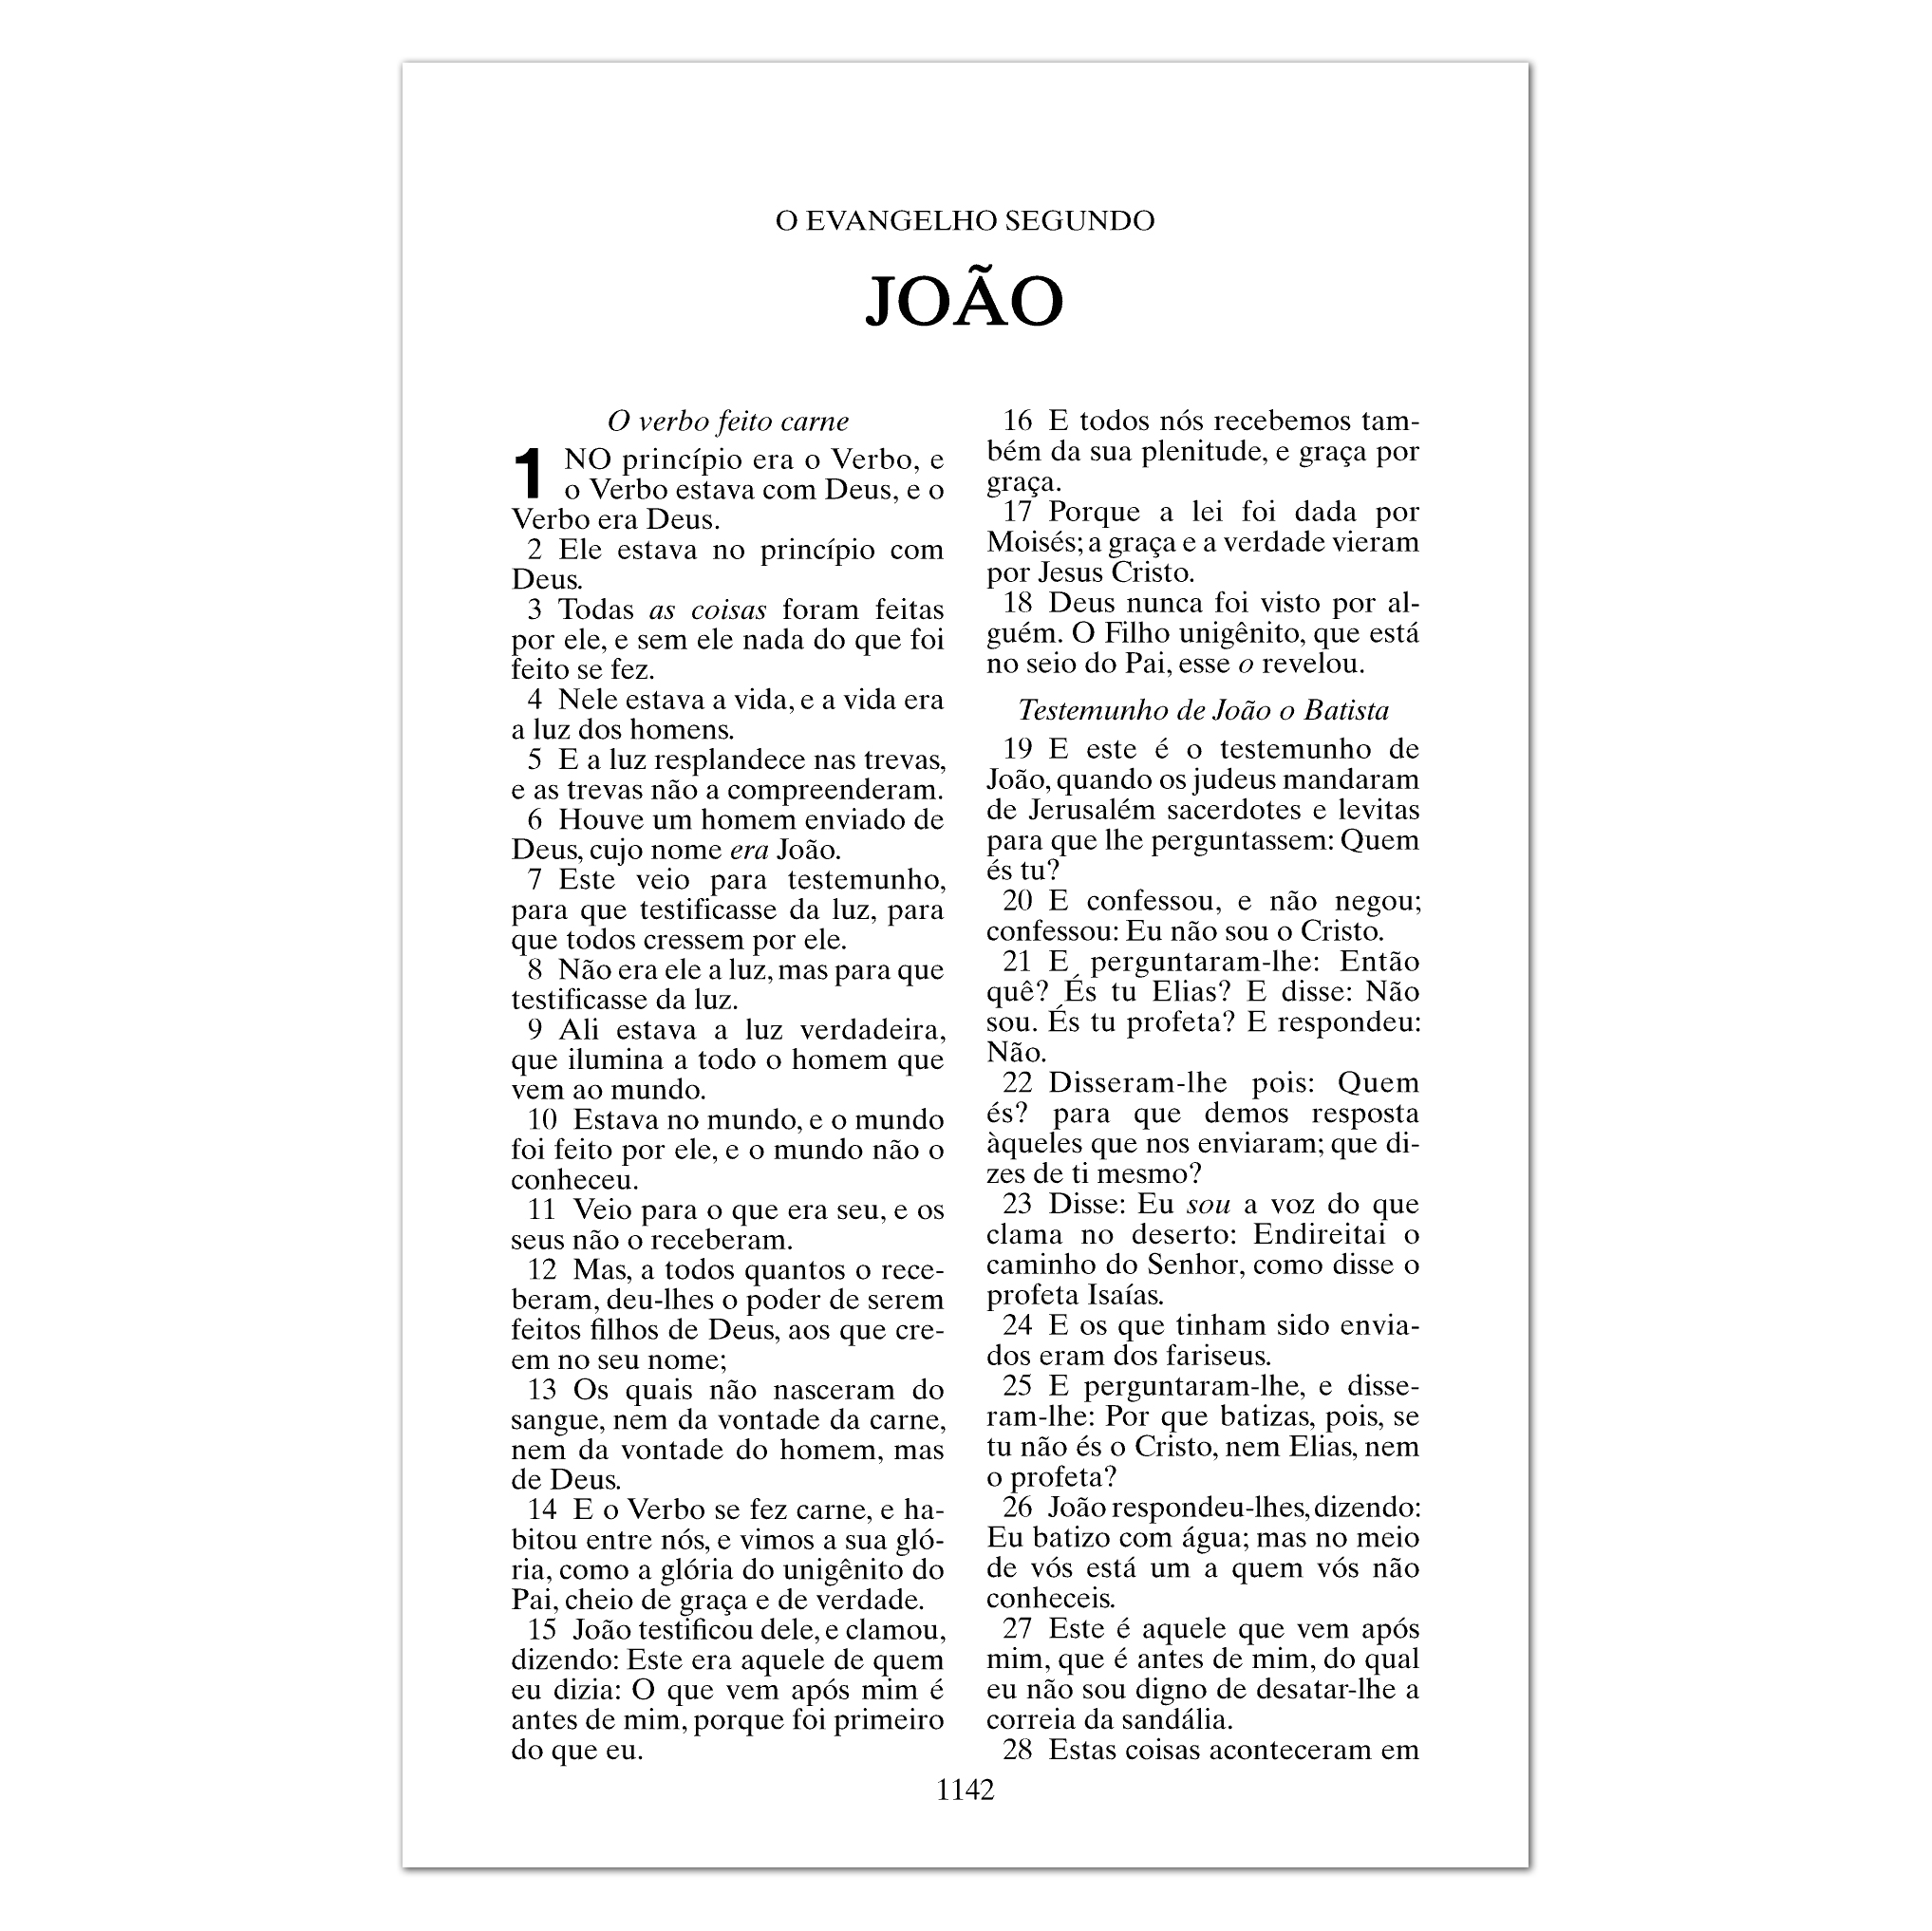 O EVANGELHO SEGUNDO
JOÃO
O verbo feito carne
1 NO princípio era o Verbo, e
o Verbo estava com Deus, e o
Verbo era Deus.
2 Ele estava no princípio com
Deus.
3 Todas as coisas foram feitas
por ele, e sem ele nada do que foi
feito se fez.
4 Nele estava a vida, e a vida era
a luz dos homens.
5 E a luz resplandece nas trevas,
e as trevas não a compreenderam.
6 Houve um homem enviado de
Deus, cujo nome era João.
7 Este veio para testemunho,
para que testificasse da luz, para
que todos cressem por ele.
8 Não era ele a luz, mas para que
testificasse da luz.
9 Ali estava a luz verdadeira,
que ilumina a todo o homem que
vem ao mundo.
10 Estava no mundo, e o mundo
foi feito por ele, e o mundo não o
conheceu.
11 Veio para o que era seu, e os
seus não o receberam.
12 Mas, a todos quantos o rece-
beram, deu-lhes o poder de serem
feitos filhos de Deus, aos que cre-
em no seu nome;
13 Os quais não nasceram do
sangue, nem da vontade da carne,
nem da vontade do homem, mas
de Deus.
14 E o Verbo se fez carne, e ha-
bitou entre nós, e vimos a sua gló-
ria, como a glória do unigênito do
Pai, cheio de graça e de verdade.
15 João testificou dele, e clamou,
dizendo: Este era aquele de quem
eu dizia: O que vem após mim é
antes de mim, porque foi primeiro
do que eu.
16 E todos nós recebemos tam-
bém da sua plenitude, e graça por
graça.
17 Porque a lei foi dada por
Moisés; a graça e a verdade vieram
por Jesus Cristo.
18 Deus nunca foi visto por al-
guém. O Filho unigênito, que está
no seio do Pai, esse o revelou.
Testemunho de João o Batista
19 E este é o testemunho de
João, quando os judeus mandaram
de Jerusalém sacerdotes e levitas
para que lhe perguntassem: Quem
és tu?
20 E confessou, e não negou;
confessou: Eu não sou o Cristo.
21 E perguntaram-lhe: Então
quê? És tu Elias? E disse: Não
sou. És tu profeta? E respondeu:
Não.
22 Disseram-lhe pois: Quem
és? para que demos resposta
àqueles que nos enviaram; que di-
zes de ti mesmo?
23 Disse: Eu sou a voz do que
clama no deserto: Endireitai o
caminho do Senhor, como disse o
profeta Isaías.
24 E os que tinham sido envia-
dos eram dos fariseus.
25 E perguntaram-lhe, e disse-
ram-lhe: Por que batizas, pois, se
tu não és o Cristo, nem Elias, nem
o profeta?
26 João respondeu-lhes, dizendo:
Eu batizo com água; mas no meio
de vós está um a quem vós não
conheceis.
27 Este é aquele que vem após
mim, que é antes de mim, do qual
eu não sou digno de desatar-lhe a
correia da sandália.
28 Estas coisas aconteceram em
1142